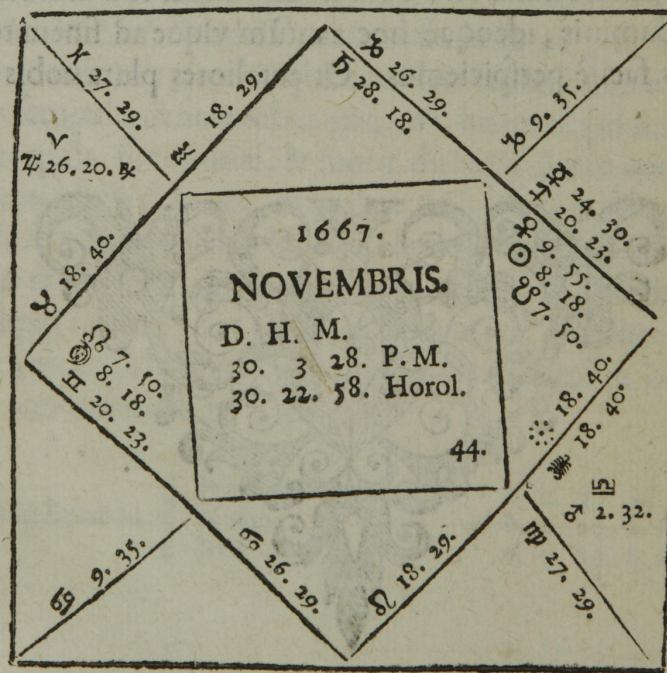 ♓ 27. 29.
♈
♃ 26. 20. ℞
♒ 18. 29.
♑ 26. 29.
♄ 28. 18.
♑ 9. 35.
☿ 24. 30.
♐ 20. 23.
♀ 9. 55.
☉ 8. 18.
☋ 7. 50.
1667.
NOVEMBRIS.
D. H. M.
30. 3 28. P. M.
30. 22. 58. Horol.
44.
♉ 18. 40.
☊ 7. 50.
8. 18.
♊ 20. 23.
18. 40.
♏ 18. 40.
♎
♂ 2. 32.
♍ 27. 29.
♋ 9. 35.
♋ 26. 29.
♌ 18. 29.